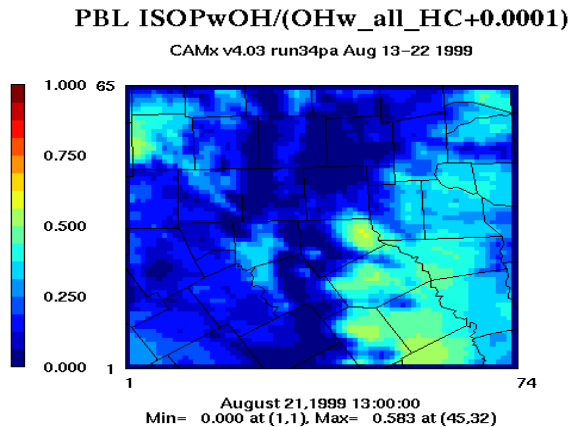 PBL ISOPwOH/(OHw_all_HC+0.0001)
CAMx v4.03 run34pa Aug 13-22 1999
1.000
0.750
0.500
0.250
0.000
65
1
1
74
August 21,1999 13:00:00
Min= 0.000 at (1,1), Max= 0.583 at (45,32)